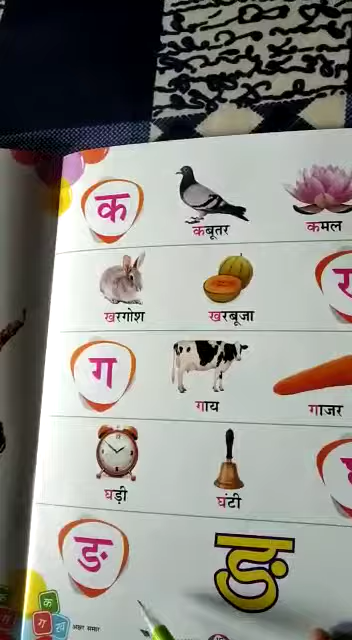 क
कबूतर कमल
ख
खरगोश खरबूजा
ग
गाय गाजर
घड़ी घंटी
ङ ङ
क
ग ख